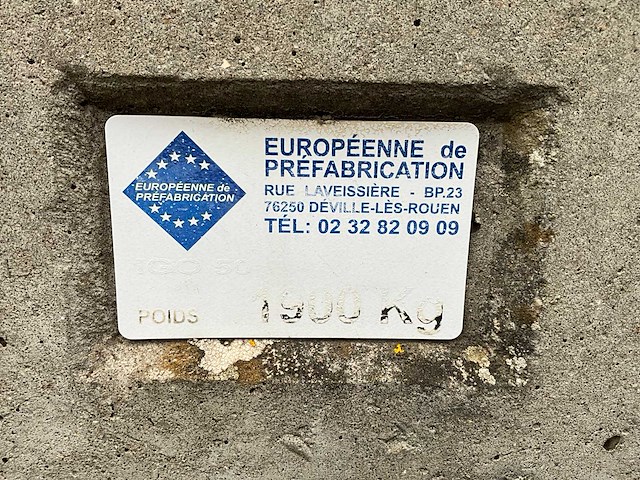 EUROPÉENNE de
PRÉFABRICATION
EUROPÉENNE de
PRÉFABRICATION
RUE LAVEISSIÈRE - BP.23
76250 DÉVILLE-LÈS-ROUEN
TÉL: 02 32 82 09 09
POIDS 1900 Kg